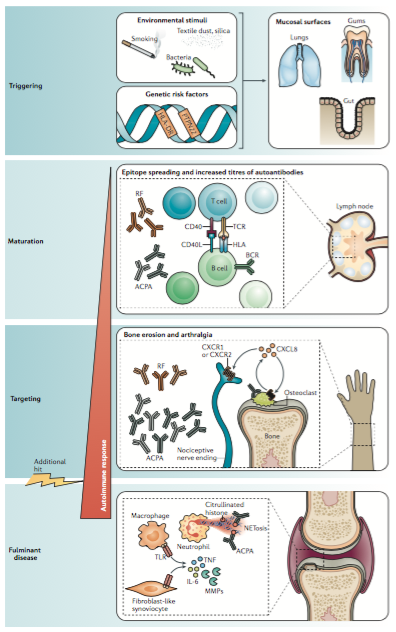 Environmental stimuli
Smoking
Textile dust, silica
Bacteria
Genetic risk factors
HLA-DR
PTPN22
Mucosal surfaces
Lungs
Gums
Gut
Triggering
Epitope spreading and increased titres of autoantibodies
RF
T cell
CD40
TCR
CD40L
HLA
BCR
B cell
ACPA
Lymph node
Maturation
Bone erosion and arthralgia
CXCR1
or CXCR2
CXCL8
RF
Osteoclast
Bone
ACPA
Nociceptive
nerve ending
Targeting
Additional
hit
Autoimmune response
Citrullinated
histone
Macrophage
NETosis
Neutrophil
ACPA
TLR
TNF
IL-6
MMPs
Fibroblast-like
synoviocyte
Fulminant
disease